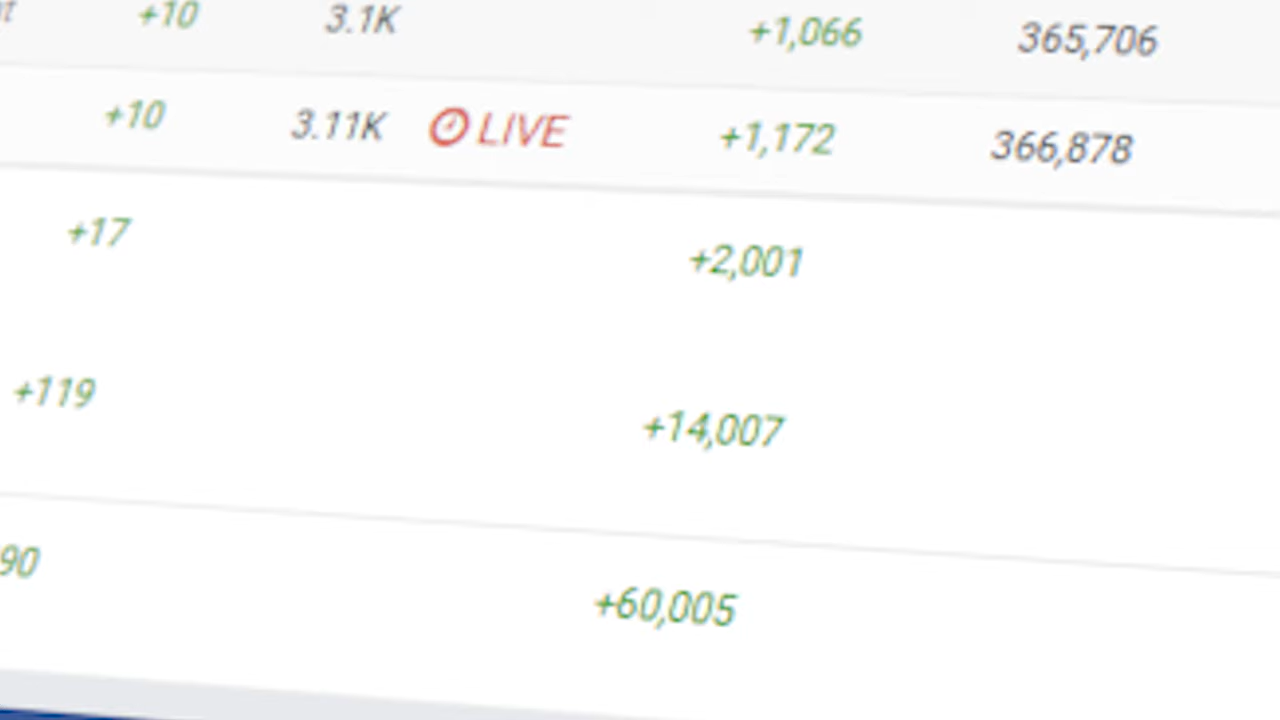 +10 3.1K +1,066 365,706
+10 3.11K LIVE +1,172 366,878
+17 +2,001
+119 +14,007
90 +60,005